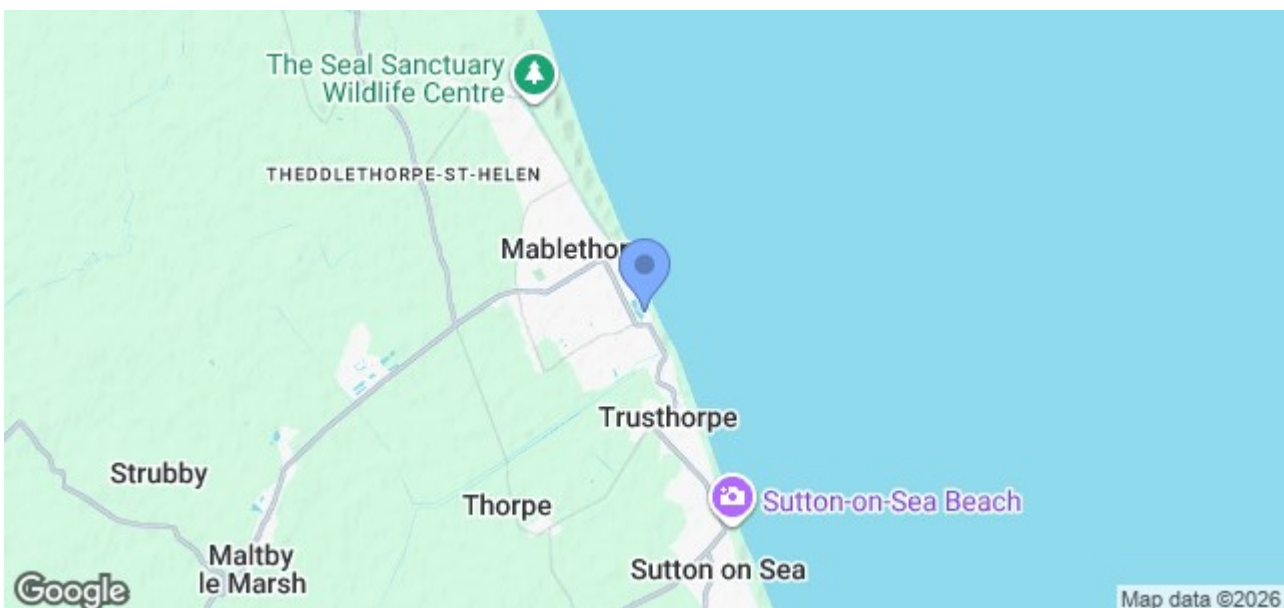 The Seal Sanctuary
Wildlife Centre
THEDDLETHORPE-ST-HELEN
Mablethor
Trusthorpe
Strubby
Thorpe
Sutton-on-Sea Beach
Maltby
le Marsh
Sutton on Sea
Google
Map data ©2026